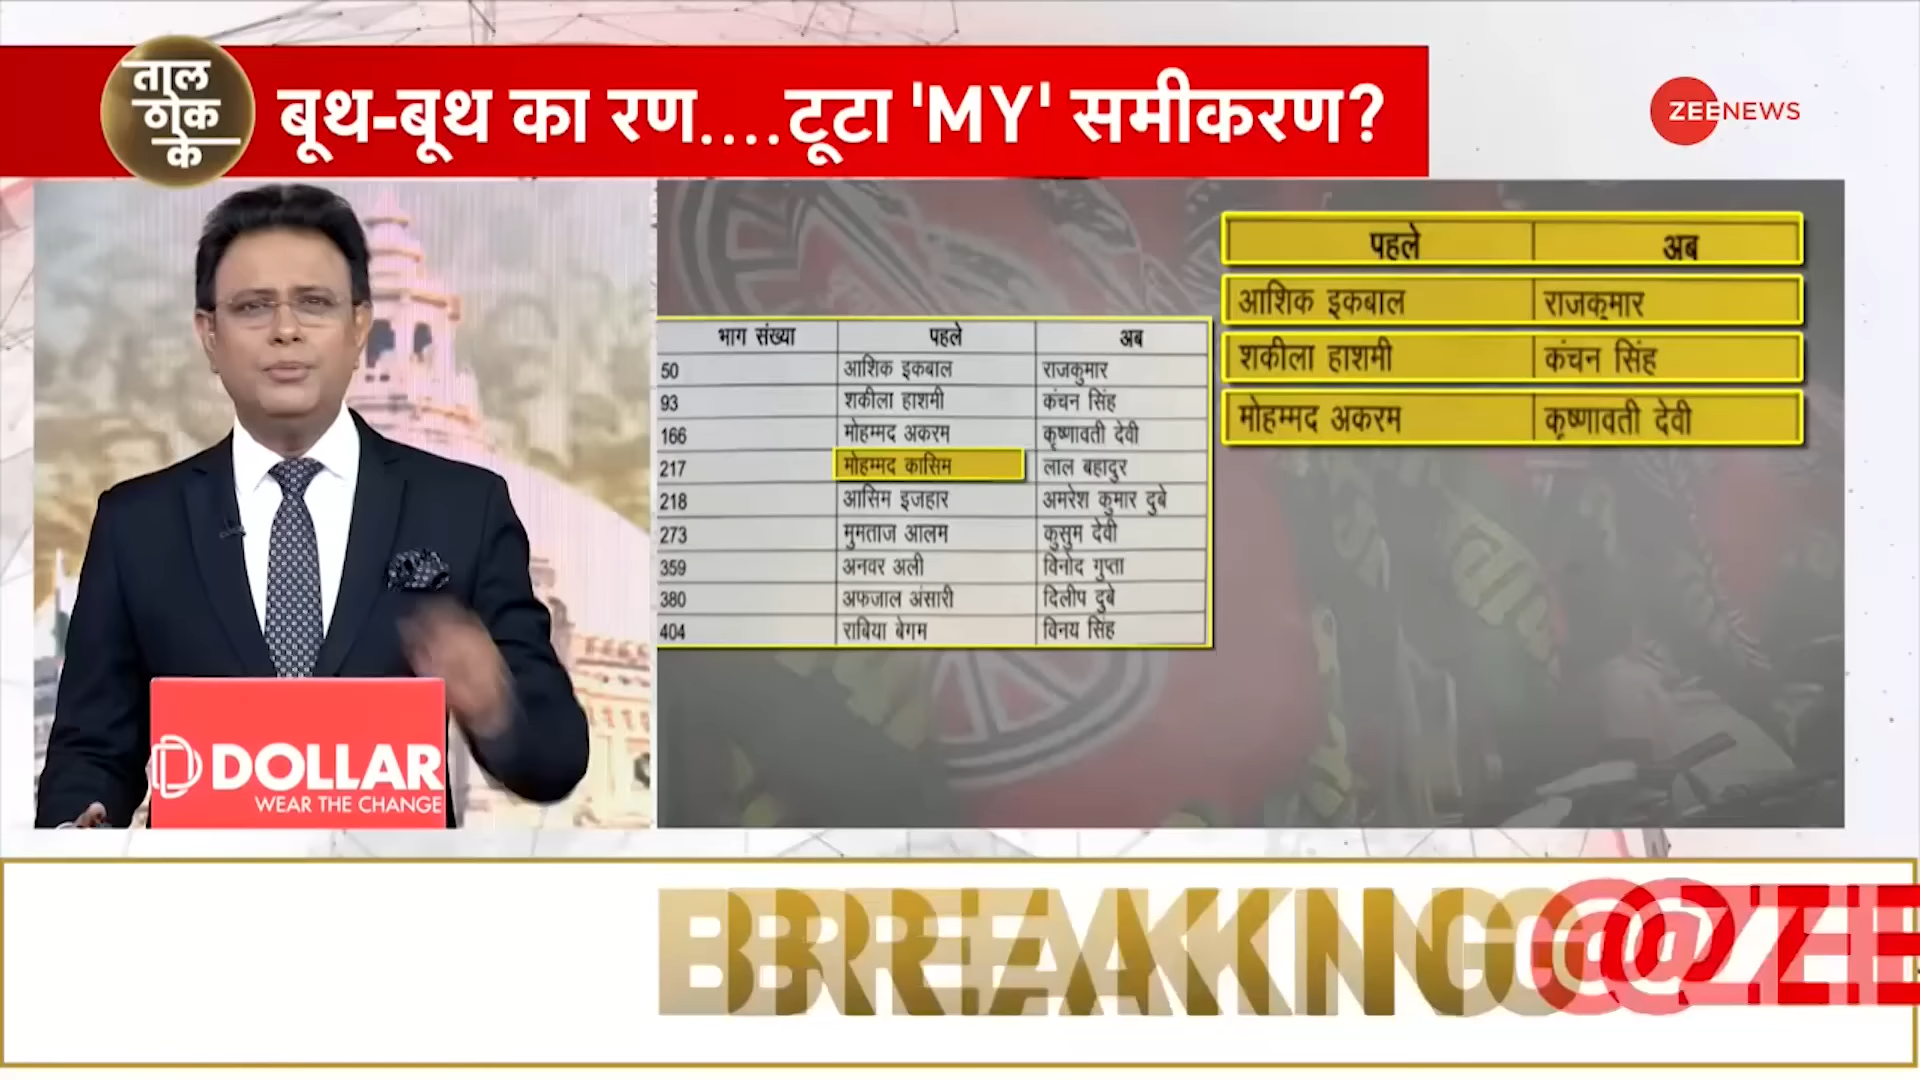 ताल
ठोक
के
बूथ-बूथ का रण....टूटा 'MY' समीकरण?
ZEENEWS
पहले अब
आशिक इकबाल राजकुमार
शकीला हाशमी कंचन सिंह
मोहम्मद अकरम कृष्णावती देवी
भाग संख्या पहले अब
50 आशिक इकबाल राजकुमार
93 शकीला हाशमी कंचन सिंह
166 मोहम्मद अकरम कृष्णावती देवी
217 मोहम्मद कासिम लाल बहादुर
218 आसिम इजहार अमरेश कुमार दुबे
273 मुमताज आलम कुसुम देवी
359 अनवर अली विनोद गुप्ता
380 अफजाल अंसारी दिलीप दुबे
404 राबिया बेगम विनय सिंह
DOLLAR
WEAR THE CHANGE
BREAKING@ZEE